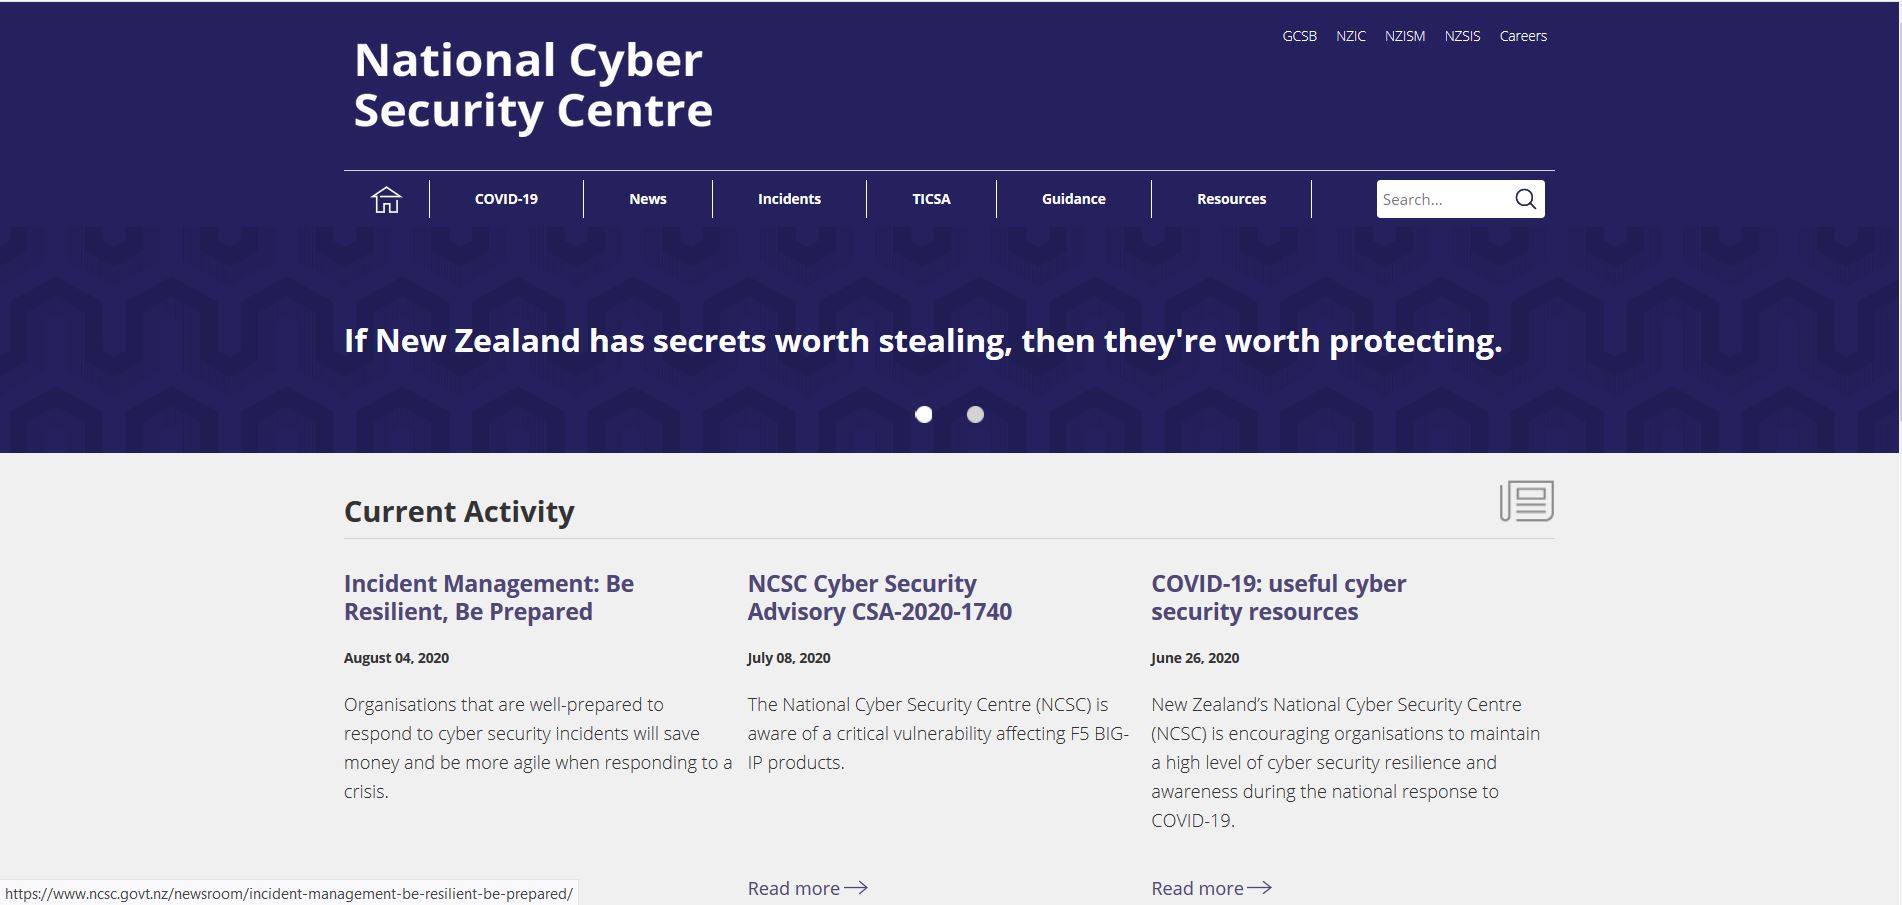 GCSB NZIC NZISM NZSIS Careers
National Cyber
Security Centre
COVID-19 News Incidents TICSA Guidance Resources Search...
If New Zealand has secrets worth stealing, then they're worth protecting.
Current Activity
Incident Management: Be
Resilient, Be Prepared
August 04, 2020
Organisations that are well-prepared to
respond to cyber security incidents will save
money and be more agile when responding to a
crisis.
NCSC Cyber Security
Advisory CSA-2020-1740
July 08, 2020
The National Cyber Security Centre (NCSC) is
aware of a critical vulnerability affecting F5 BIG-
IP products.
Read more
COVID-19: useful cyber
security resources
June 26, 2020
New Zealand’s National Cyber Security Centre
(NCSC) is encouraging organisations to maintain
a high level of cyber security resilience and
awareness during the national response to
COVID-19.
Read more
https://www.ncsc.govt.nz/newsroom/incident-management-be-resilient-be-prepared/